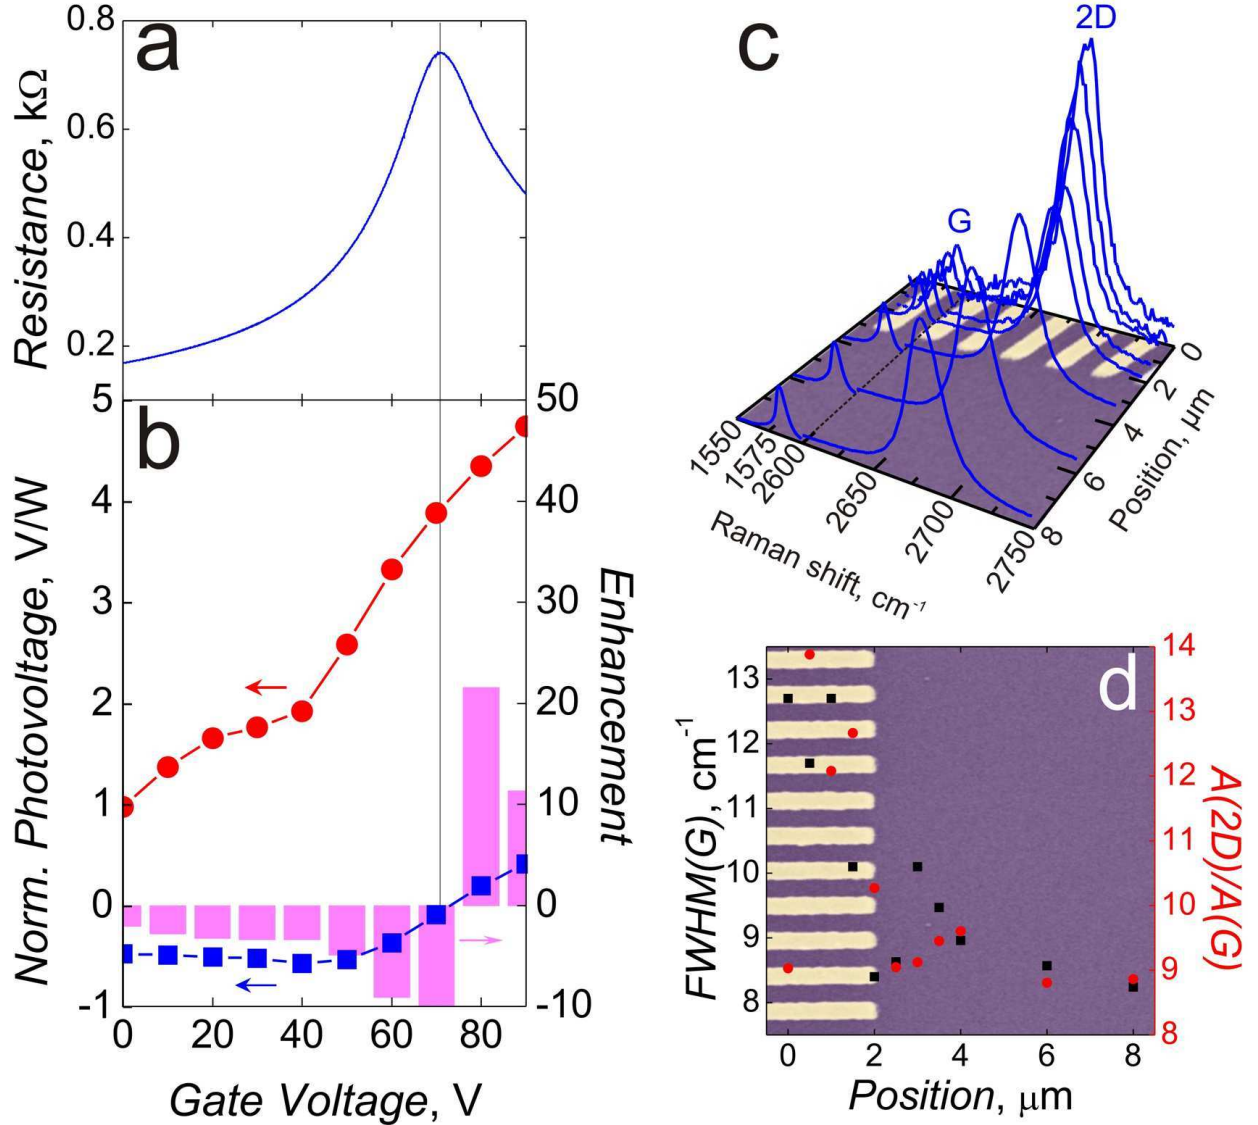 a
0.8
0.6
0.4
0.2
Resistance, kΩ
b
5
4
3
2
1
0
-1
Norm. Photovoltage, V/W
50
40
30
20
10
0
-10
Enhancement
0 20 40 60 80
Gate Voltage, V
c
2D
G
1550
1575
2600
2650
2700
2750
Raman shift, cm⁻¹
0
2
4
6
8
Position, μm
d
13
12
11
10
9
8
FWHM(G), cm⁻¹
14
13
12
11
10
9
8
A(2D)/A(G)
0 2 4 6 8
Position, μm